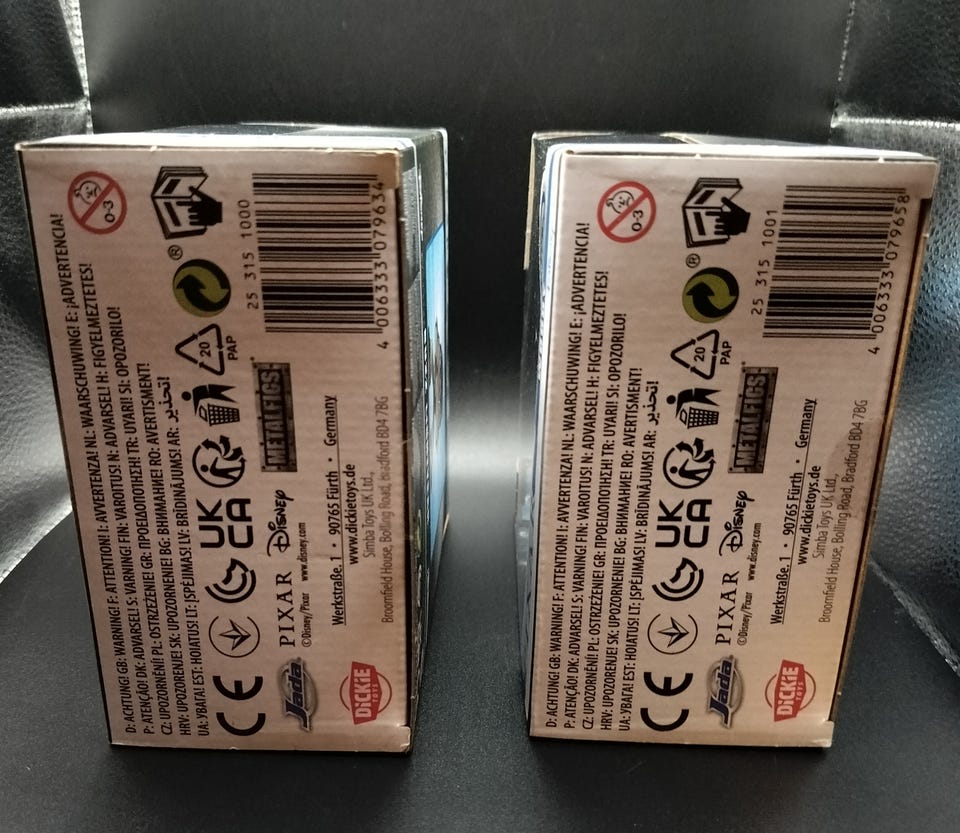 D: ACHTUNG! GB: WARNING! F: ATTENTION! I: AVVERTENZA! NL: WAARSCHUWING! E: ¡ADVERTENCIA!
P: ATENÇÃO! DK: ADVARSEL! S: VARNING! FIN: VAROITUS! N: ADVARSEL! H: FIGYELMEZTETES!
CZ: UPOZORNĚNÍ! PL: OSTRZEŻENIE! GR: ΠΡΟΕΙΔΟΠΟΙΗΣΗ! TR: UYARI! SI: OPOZORILO!
HRV: UPOZORENJE! SK: UPOZORNENIE! BG: ВНИМАНИЕ! RO: AVERTISMENT!
UA: УВАГА! EST: HOIATUS! LT: ĮSPĖJIMAS! LV: BRĪDINĀJUMS! AR: تحذير!
0-3
CE
UK
CA
20
PAP
®
25 315 1000
4 006333 079634
Jada
PIXAR
Disney
METALFIGS
©Disney/Pixar www.disney.com
DICKIE
TOYS
Werkstraße. 1 • 90765 Fürth • Germany
www.dickietoys.de
Simba Toys UK Ltd,
Broomfield House, Bolling Road, Bradford BD4 7BG
D: ACHTUNG! GB: WARNING! F: ATTENTION! I: AVVERTENZA! NL: WAARSCHUWING! E: ¡ADVERTENCIA!
P: ATENÇÃO! DK: ADVARSEL! S: VARNING! FIN: VAROITUS! N: ADVARSEL! H: FIGYELMEZTETES!
CZ: UPOZORNĚNÍ! PL: OSTRZEŻENIE! GR: ΠΡΟΕΙΔΟΠΟΙΗΣΗ! TR: UYARI! SI: OPOZORILO!
HRV: UPOZORENJE! SK: UPOZORNENIE! BG: ВНИМАНИЕ! RO: AVERTISMENT!
UA: УВАГА! EST: HOIATUS! LT: ĮSPĖJIMAS! LV: BRĪDINĀJUMS! AR: تحذير!
0-3
CE
UK
CA
20
PAP
®
25 315 1001
4 006333 079658
Jada
PIXAR
Disney
METALFIGS
©Disney/Pixar www.disney.com
DICKIE
TOYS
Werkstraße. 1 • 90765 Fürth • Germany
www.dickietoys.de
Simba Toys UK Ltd,
Broomfield House, Bolling Road, Bradford BD4 7BG